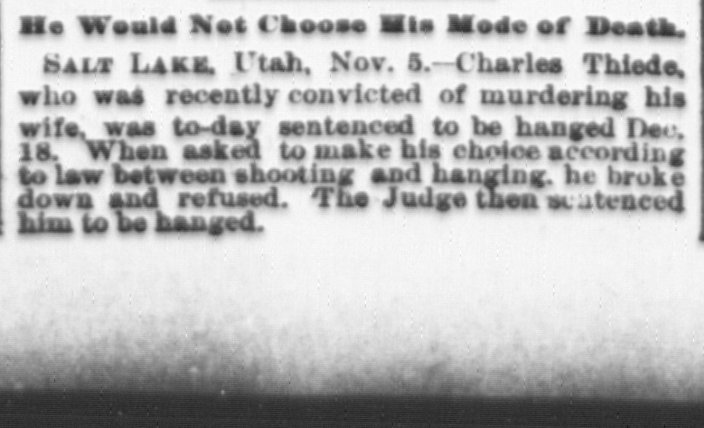 He Would Not Choose His Mode of Death.
SALT LAKE, Utah, Nov. 5.—Charles Thiede,
who was recently convicted of murdering his
wife, was to-day sentenced to be hanged Dec.
18. When asked to make his choice according
to law between shooting and hanging, he broke
down and refused. The Judge then sentenced
him to be hanged.